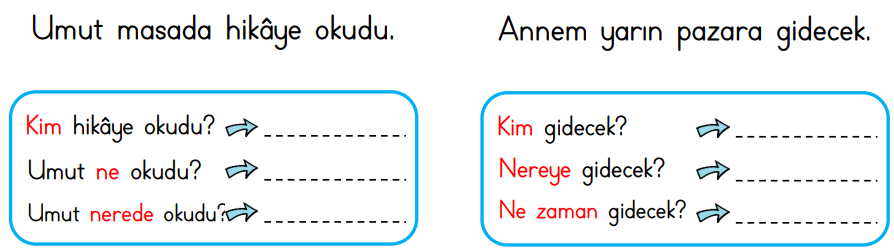 Umut masada hikâye okudu.
Kim hikâye okudu?
Umut ne okudu?
Umut nerede okudu?
Annem yarın pazara gidecek.
Kim gidecek?
Nereye gidecek?
Ne zaman gidecek?